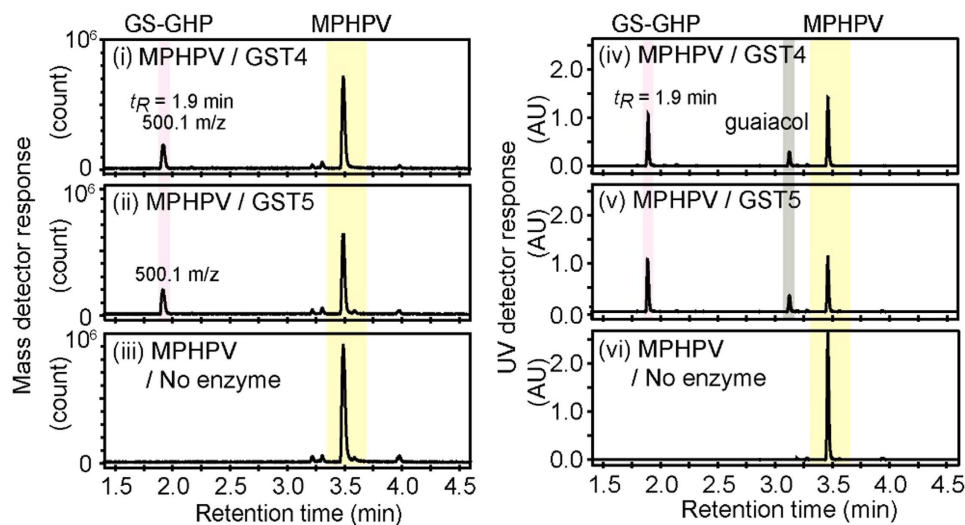 GS-GHP MPHPV
Mass detector response
(count)
10⁶
0
(i) MPHPV / GST4
tR = 1.9 min
500.1 m/z
(count)
10⁶
0
(ii) MPHPV / GST5
500.1 m/z
(count)
10⁶
0
(iii) MPHPV
/ No enzyme
1.5 2.0 2.5 3.0 3.5 4.0 4.5
Retention time (min)
GS-GHP MPHPV
UV detector response
(AU)
2.0
1.0
0.0
(iv) MPHPV / GST4
tR = 1.9 min
guaiacol
(AU)
2.0
1.0
0.0
(v) MPHPV / GST5
(AU)
2.0
1.0
0.0
(vi) MPHPV
/ No enzyme
1.5 2.0 2.5 3.0 3.5 4.0 4.5
Retention time (min)